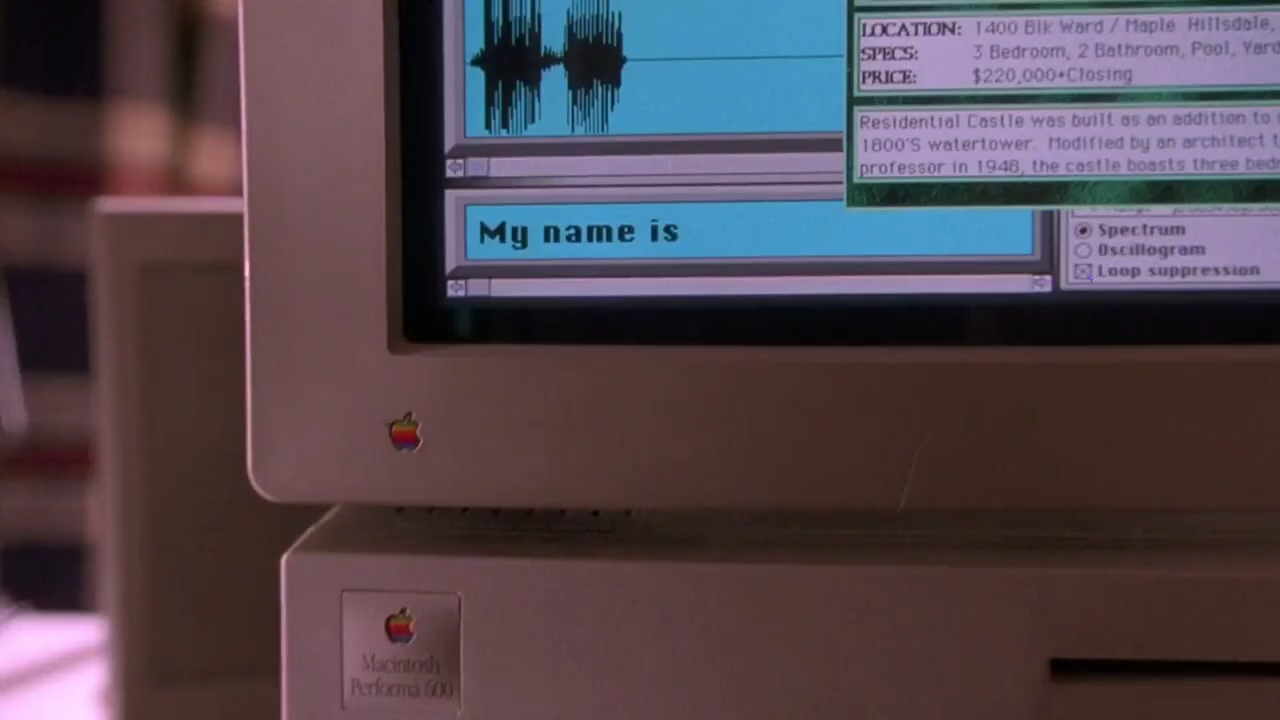 LOCATION: 1400 Blk Ward / Maple Hillsdale,
SPECS: 3 Bedroom, 2 Bathroom, Pool, Yard
PRICE: $220,000+Closing
Residential Castle was built as an addition to
1800'S watertower. Modified by an architect
professor in 1948, the castle boasts three beds
My name is
Spectrum
Oscillogram
Loop suppression
Macintosh
Performa 600